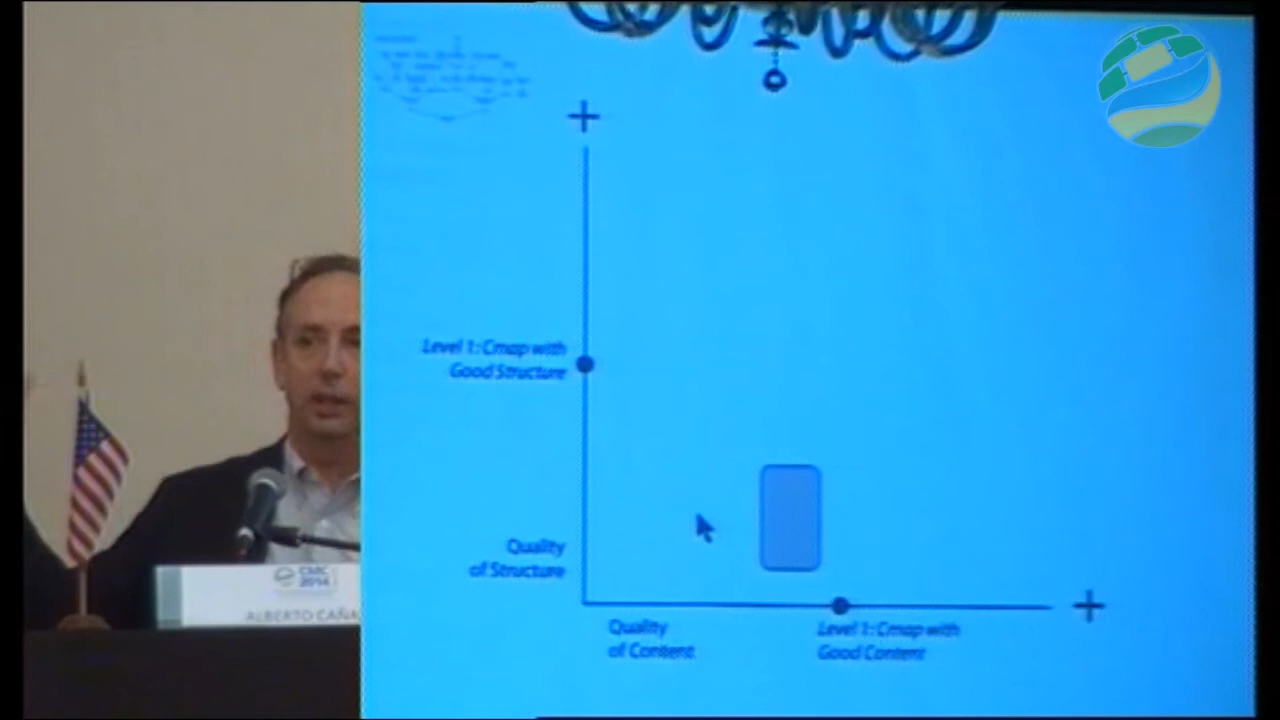 +
Level 1: Cmap with
Good Structure
Quality
of Structure
+
Quality
of Content
Level 1: Cmap with
Good Content
CMC
2014
ALBERTO CAÑA